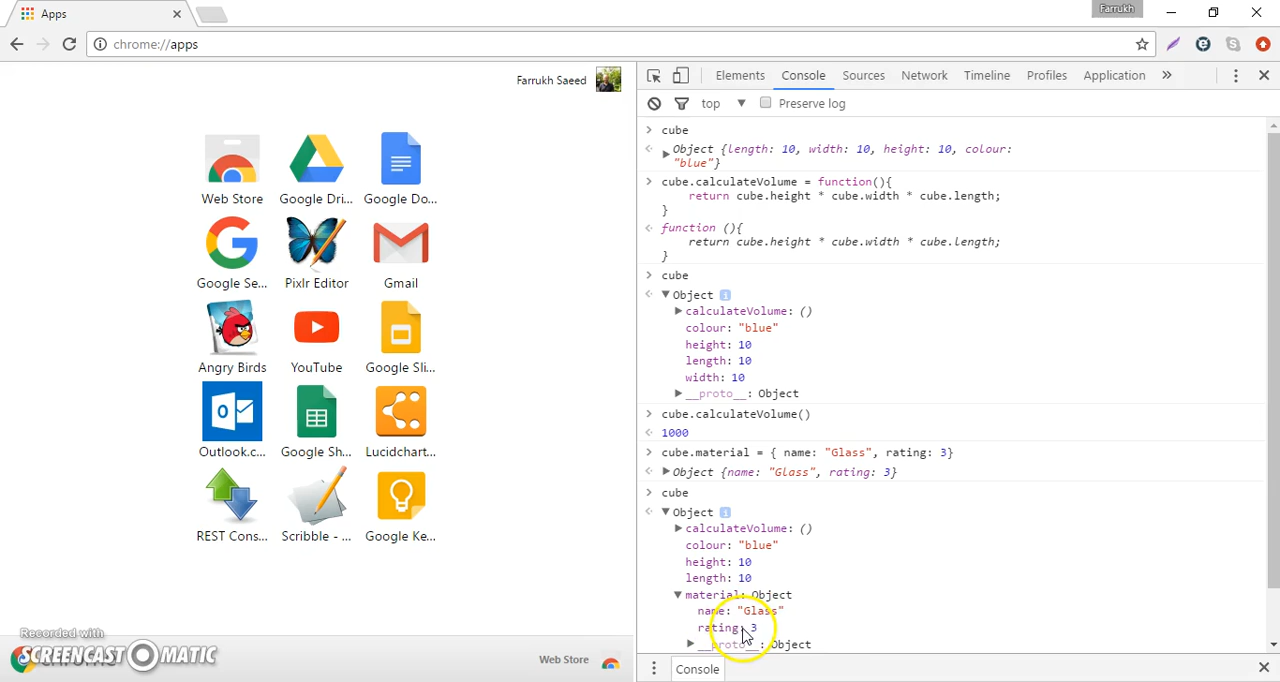 Apps
Farrukh
chrome://apps
Farrukh Saeed
Web Store
Google Dri...
Google Do...
Google Se...
Pixlr Editor
Gmail
Angry Birds
YouTube
Google Sli...
Outlook.c...
Google Sh...
Lucidchart...
REST Cons...
Scribble - ...
Google Ke...
Recorded with
SCREENCAST MATIC
Web Store
Elements Console Sources Network Timeline Profiles Application »
top Preserve log
cube
Object {length: 10, width: 10, height: 10, colour:
"blue"}
cube.calculateVolume = function(){
return cube.height * cube.width * cube.length;
}
function (){
return cube.height * cube.width * cube.length;
}
cube
Object i
calculateVolume: ()
colour: "blue"
height: 10
length: 10
width: 10
__proto__: Object
cube.calculateVolume()
1000
cube.material = { name: "Glass", rating: 3}
Object {name: "Glass", rating: 3}
cube
Object i
calculateVolume: ()
colour: "blue"
height: 10
length: 10
material: Object
name: "Glass"
rating: 3
__proto__: Object
Console